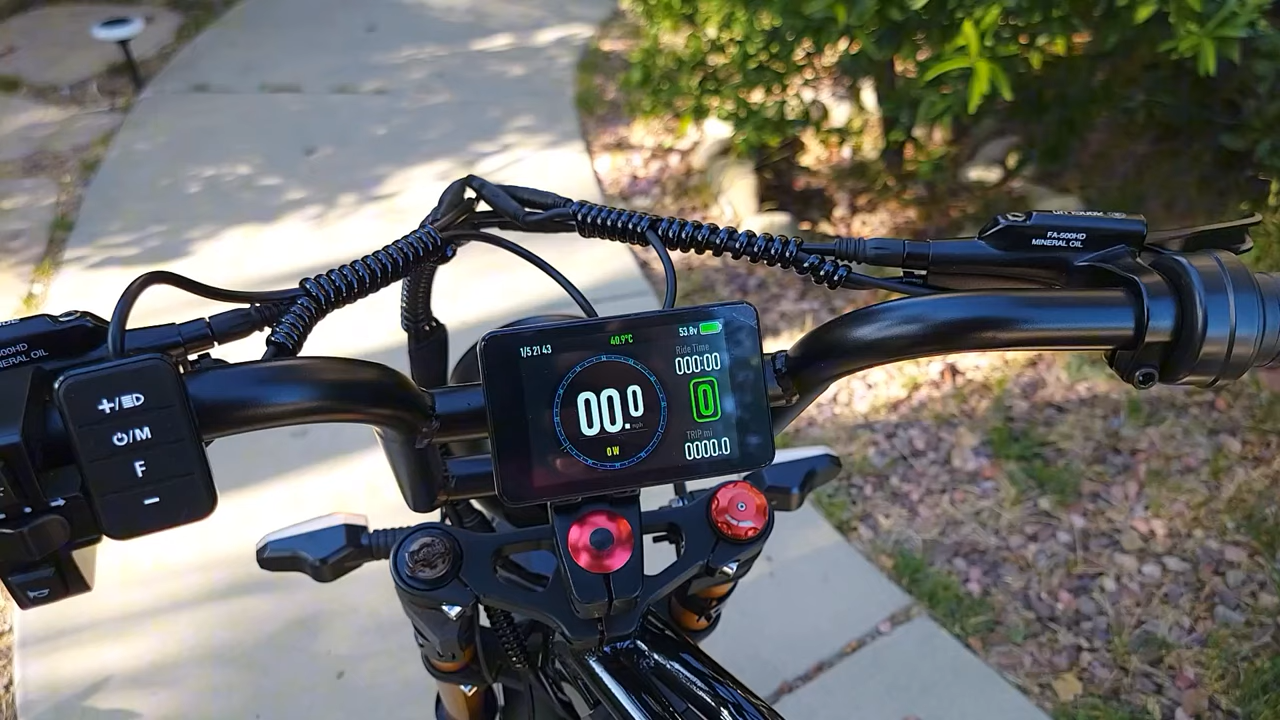 FA-500HD
MINERAL OIL
500HD
MINERAL OIL
+/
/M
F
-
1/5 21 43
40.9°C
53.8v
Ride Time
000:00
00.0
mph
0
0 W
TRIP mi
0000.0